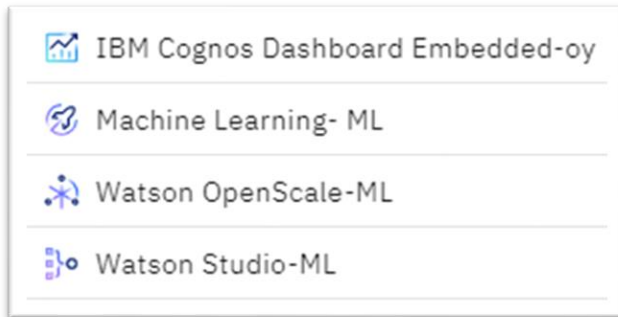 IBM Cognos Dashboard Embedded-oy
Machine Learning- ML
Watson OpenScale-ML
Watson Studio-ML